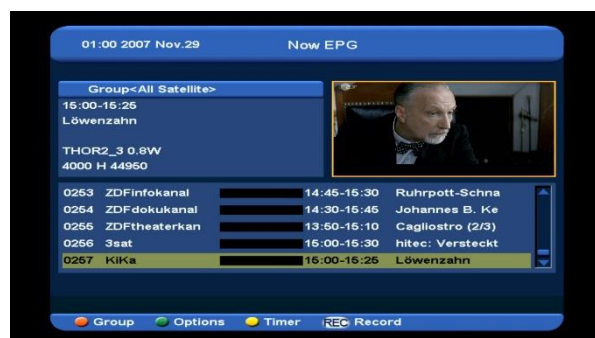 01:00 2007 Nov.29 Now EPG
Group<All Satellite>
15:00-15:25
Löwenzahn
THOR2_3 0.8W
4000 H 44950
0253 ZDFinfokanal 14:45-15:30 Ruhrpott-Schna
0254 ZDFdokukanal 14:30-15:45 Johannes B. Ke
0255 ZDFtheaterkan 13:50-15:10 Cagliostro (2/3)
0256 3sat 15:00-15:30 hitec: Versteckt
0257 KiKa 15:00-15:25 Löwenzahn
Group Options Timer REC Record